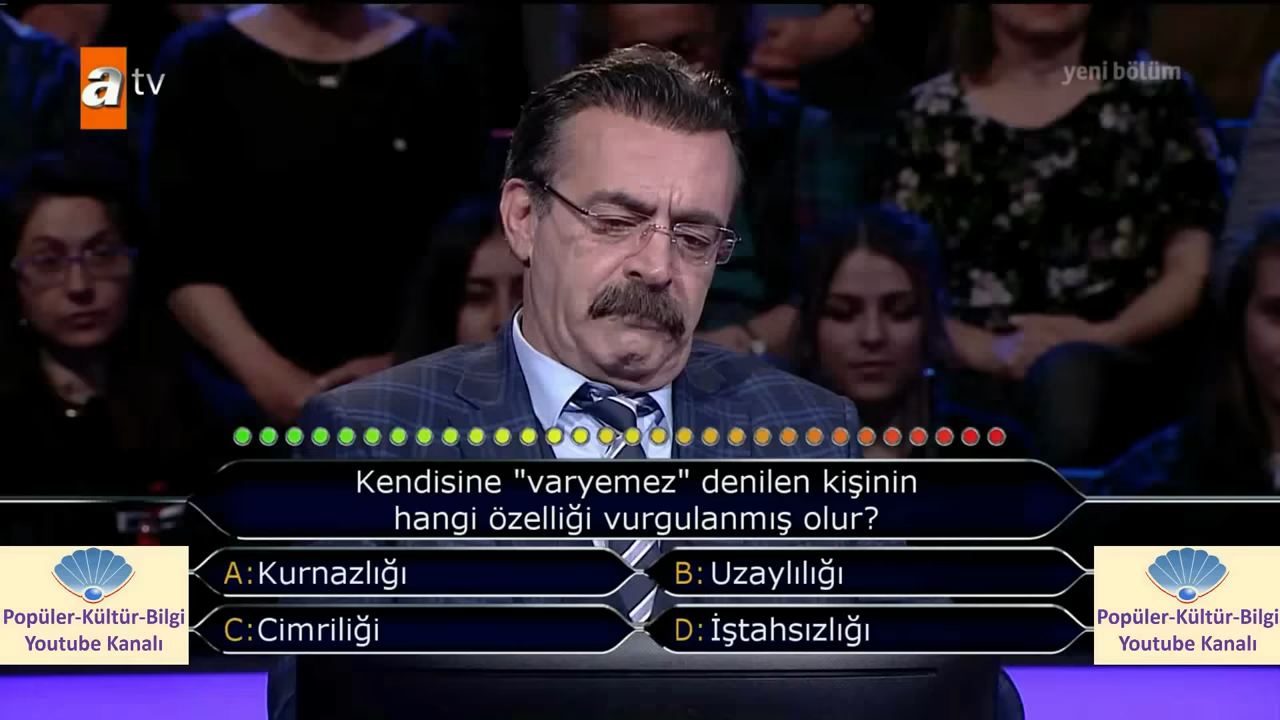 a tv
yeni bölüm
Kendisine "varyemez" denilen kişinin
hangi özelliği vurgulanmış olur?
A: Kurnazlığı
B: Uzaylılığı
C: Cimriliği
D: İştahsızlığı
Popüler-Kültür-Bilgi
Youtube Kanalı
Popüler-Kültür-Bilgi
Youtube Kanalı